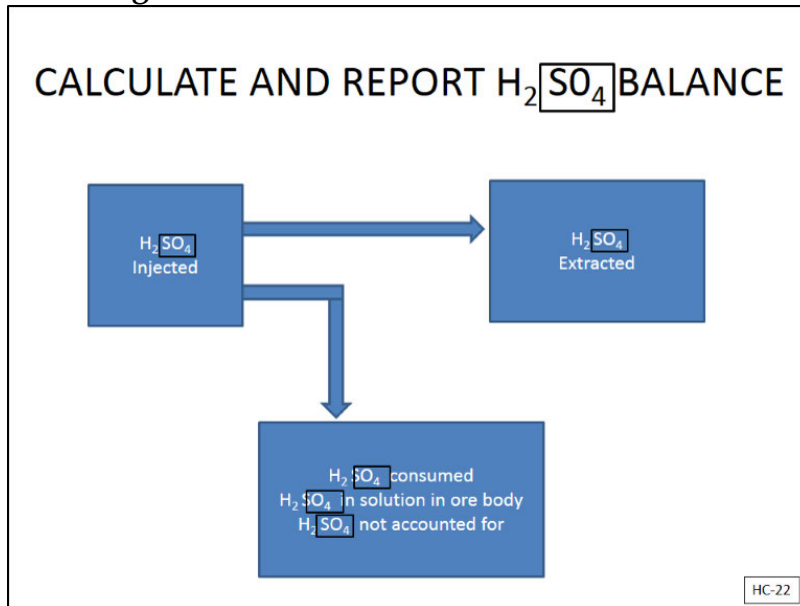 CALCULATE AND REPORT H₂S0₄ BALANCE
H₂SO₄
Injected
H₂SO₄
Extracted
H₂SO₄ consumed
H₂SO₄ in solution in ore body
H₂SO₄ not accounted for
HC-22